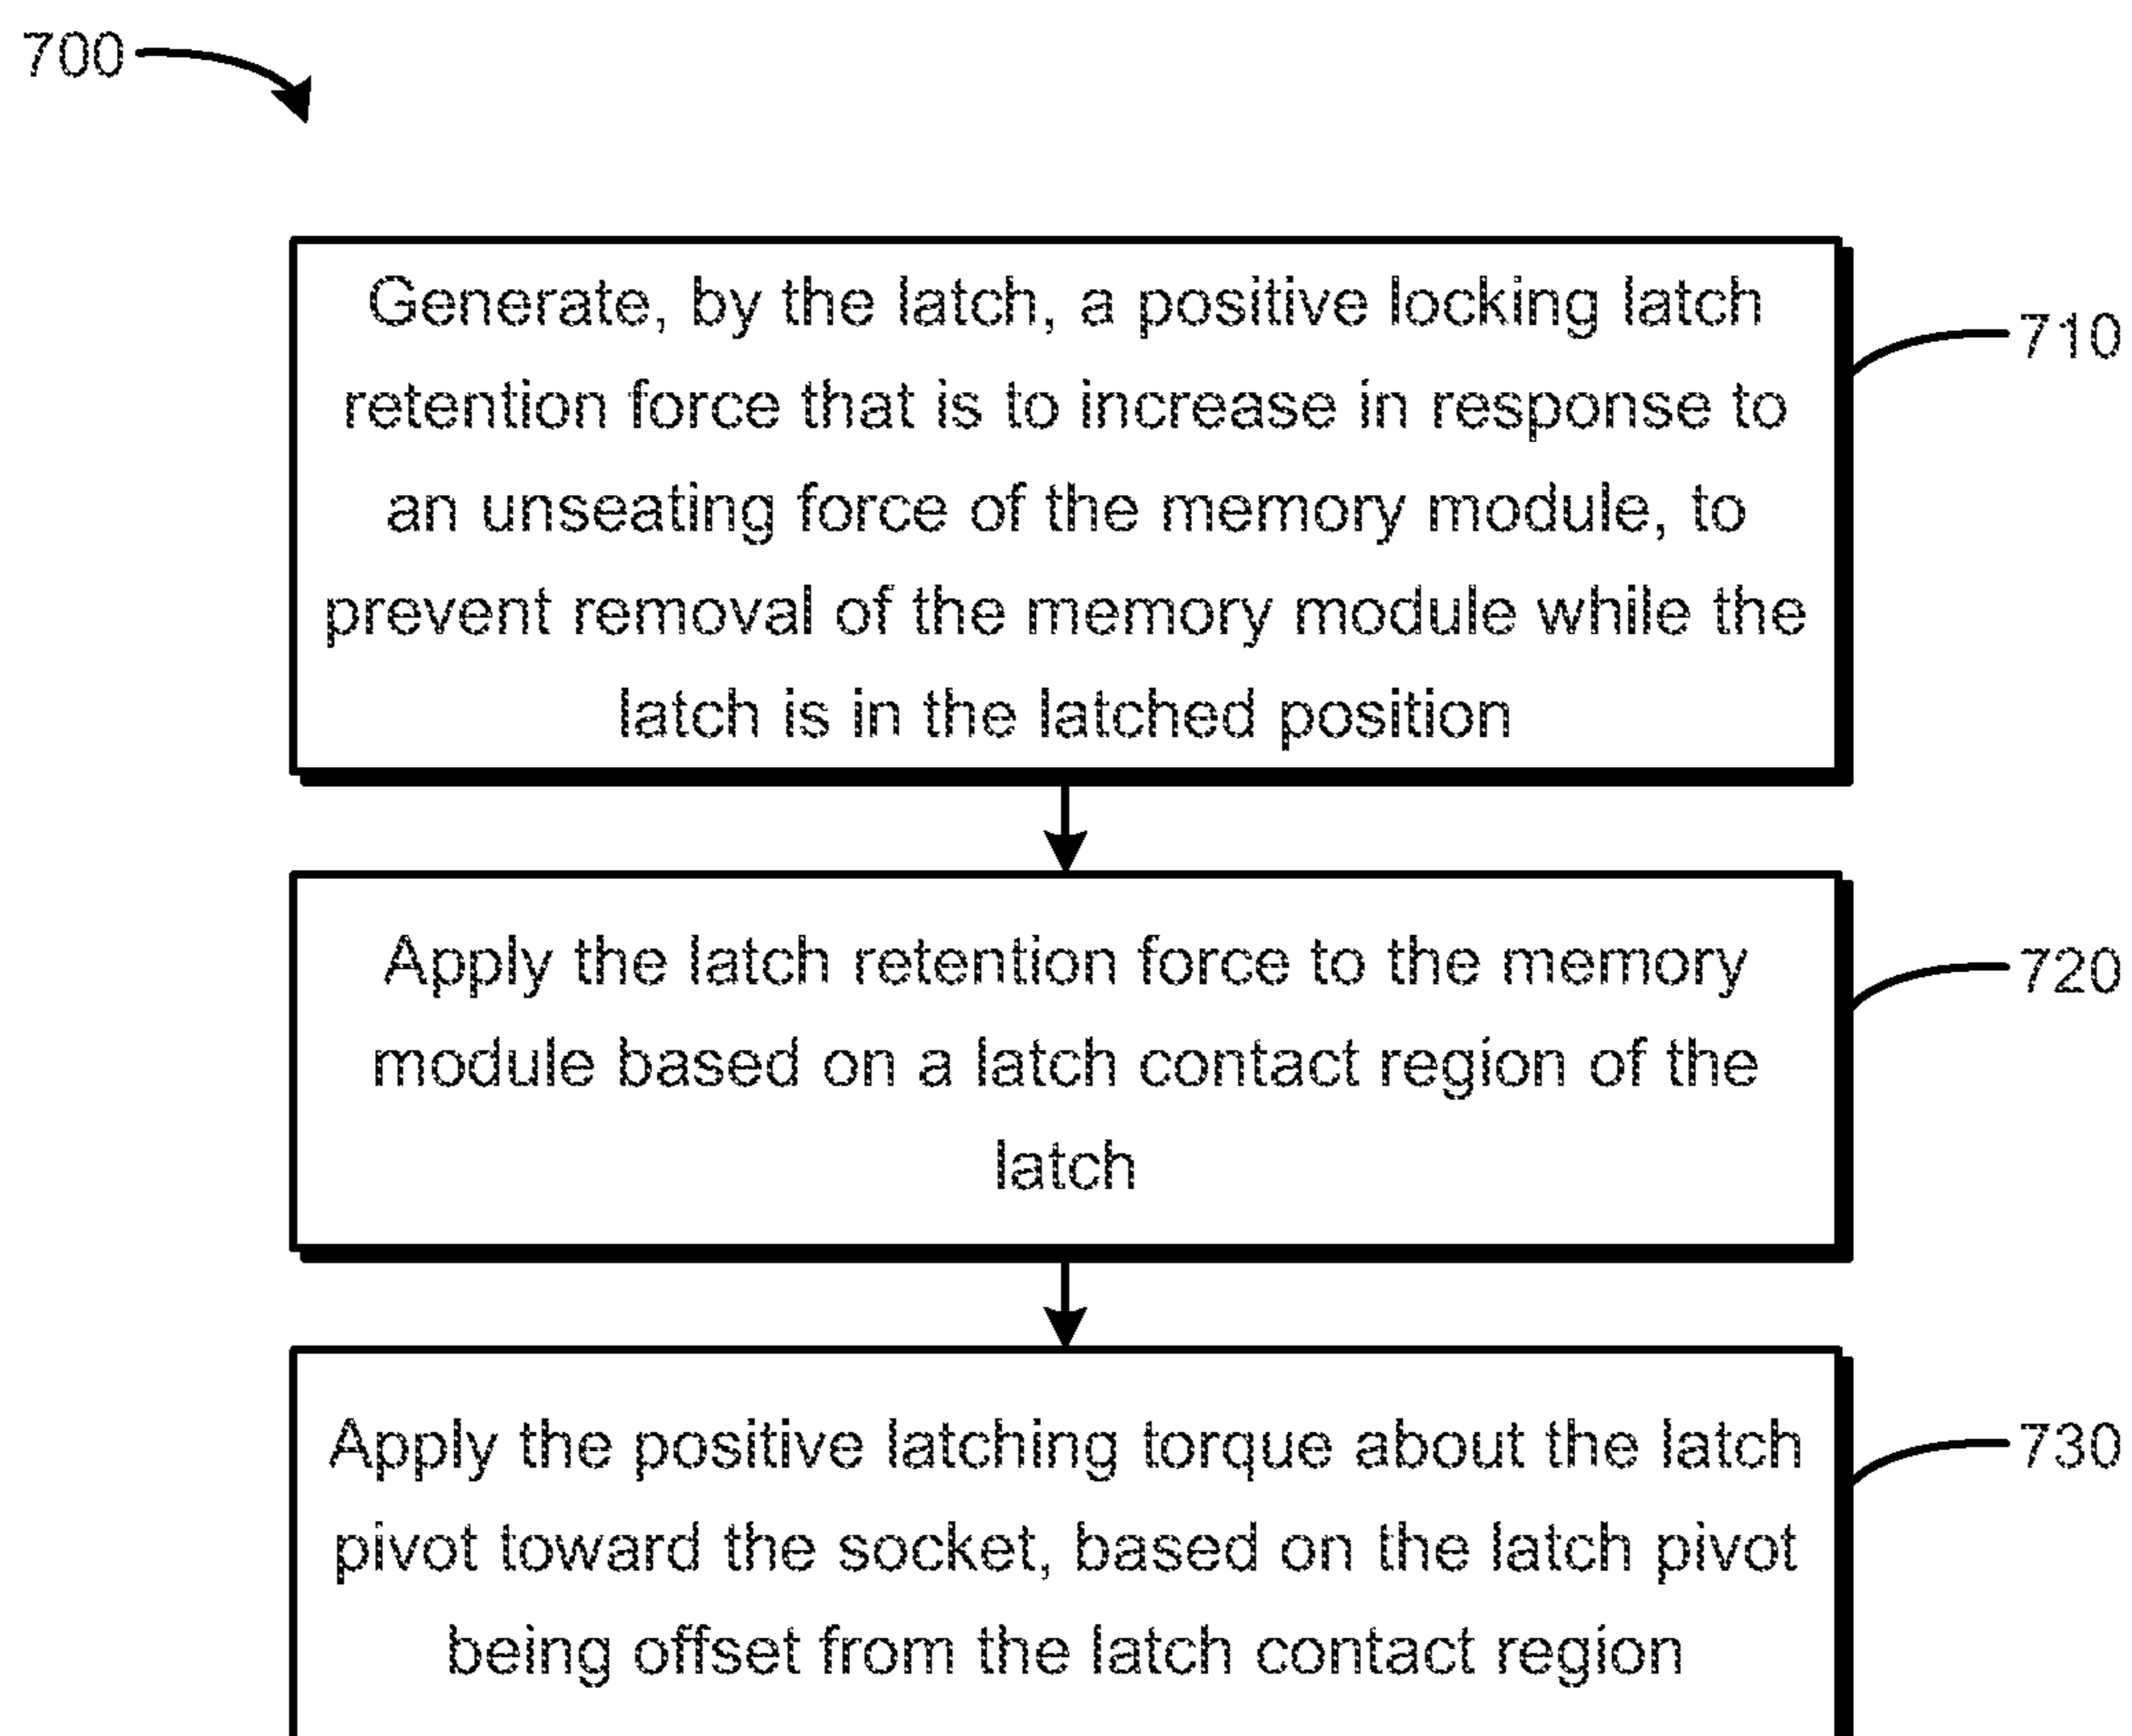 700
Generate, by the latch, a positive locking latch
retention force that is to increase in response to
an unseating force of the memory module, to
prevent removal of the memory module while the
latch is in the latched position
710
Apply the latch retention force to the memory
module based on a latch contact region of the
latch
720
Apply the positive latching torque about the latch
pivot toward the socket, based on the latch pivot
being offset from the latch contact region
730